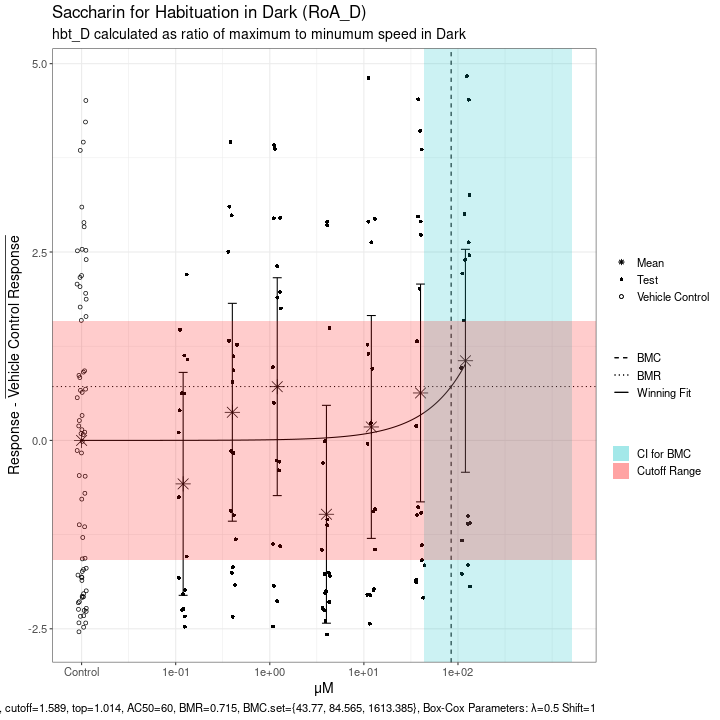 Saccharin for Habituation in Dark (RoA_D)
hbt_D calculated as ratio of maximum to minumum speed in Dark
Response - Vehicle Control Response
5.0
2.5
0.0
-2.5
Control
1e-01
1e+00
1e+01
1e+02
μM
Mean
Test
Vehicle Control
BMC
BMR
Winning Fit
CI for BMC
Cutoff Range
, cutoff=1.589, top=1.014, AC50=60, BMR=0.715, BMC.set={43.77, 84.565, 1613.385}, Box-Cox Parameters: λ=0.5 Shift=1